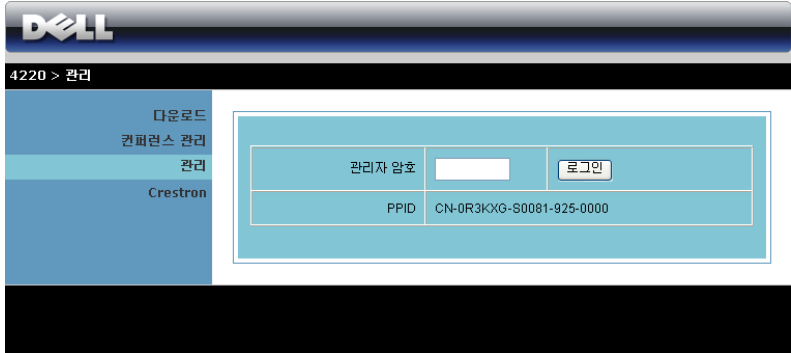 DELL
4220 > 관리
다운로드
컨퍼런스 관리
관리
Crestron
관리자 암호 로그인
PPID CN-0R3KXG-S0081-925-0000